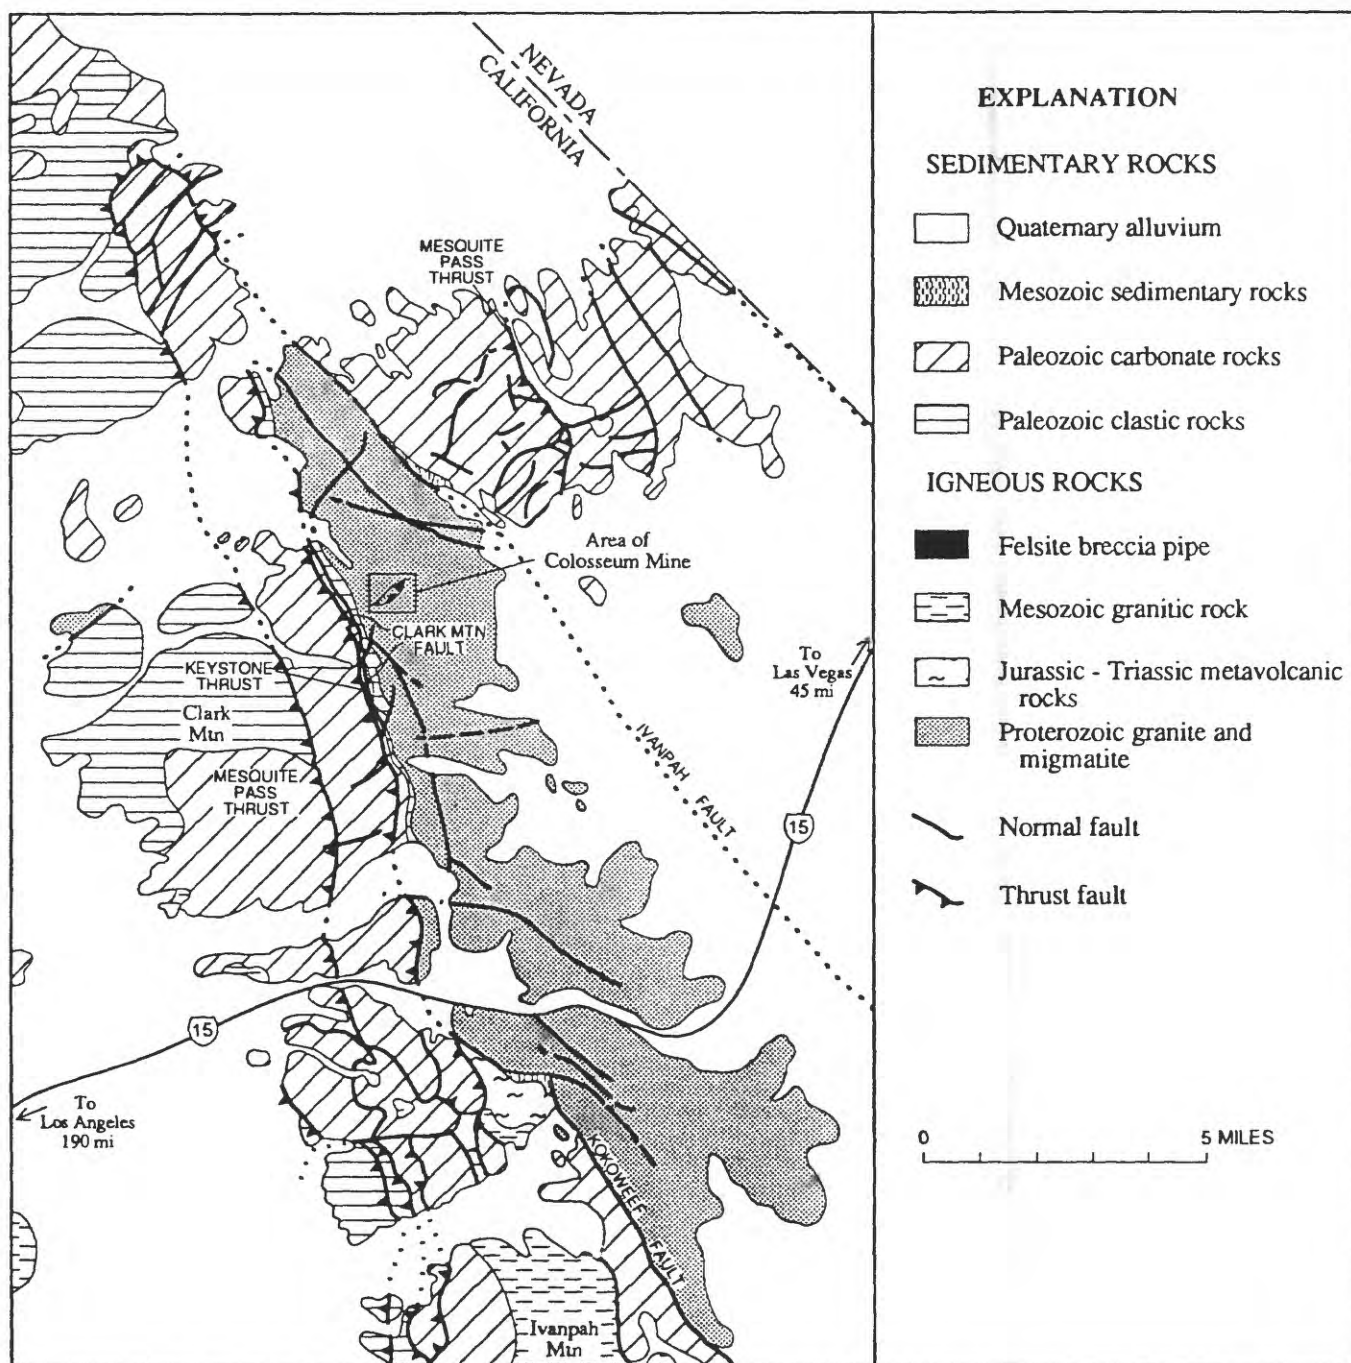 NEVADA
CALIFORNIA
MESQUITE
PASS
THRUST
Area of
Colosseum Mine
CLARK MTN
FAULT
KEYSTONE
THRUST
Clark
Mtn
MESQUITE
PASS
THRUST
To
Las Vegas
45 mi
IVANPAH FAULT
15
15
To
Los Angeles
190 mi
KOKOWEEF FAULT
Ivanpah
Mtn
EXPLANATION
SEDIMENTARY ROCKS
Quaternary alluvium
Mesozoic sedimentary rocks
Paleozoic carbonate rocks
Paleozoic clastic rocks
IGNEOUS ROCKS
Felsite breccia pipe
Mesozoic granitic rock
Jurassic - Triassic metavolcanic
rocks
Proterozoic granite and
migmatite
Normal fault
Thrust fault
0 5 MILES